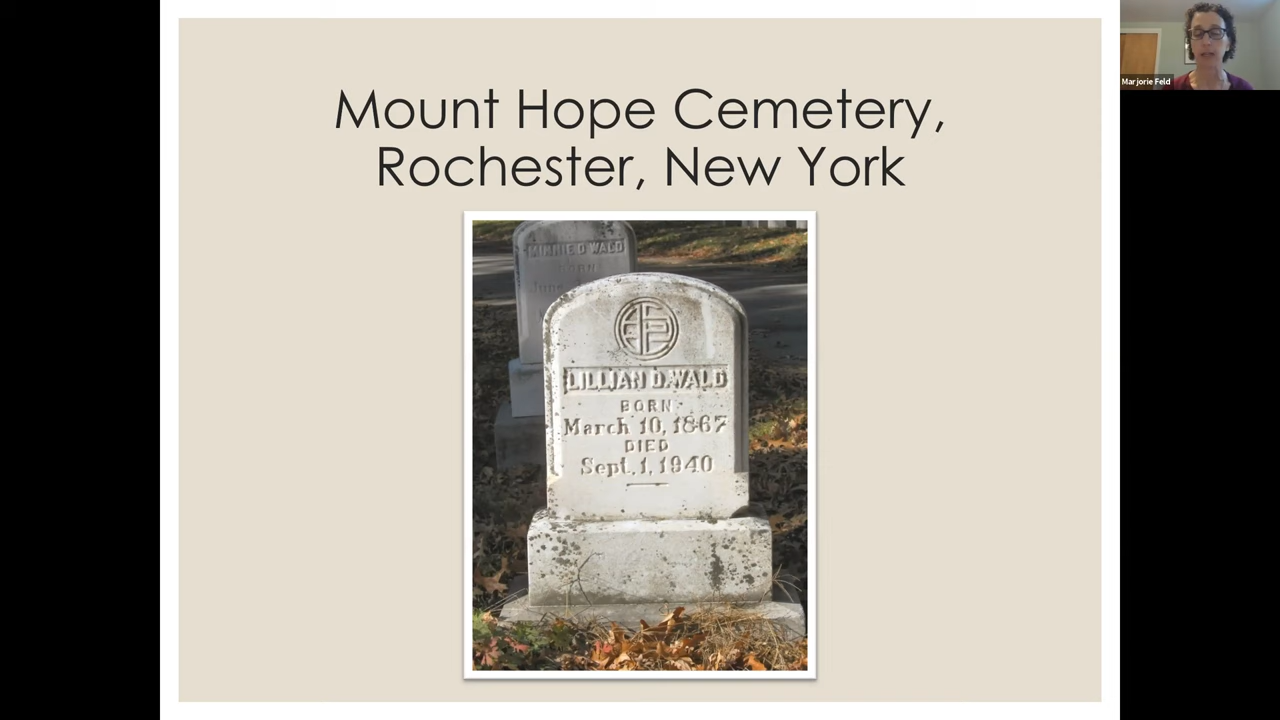 Mount Hope Cemetery,
Rochester, New York
MINNIE D WALD
BORN
June
LILLIAN D. WALD
BORN
March 10, 1867
DIED
Sept. 1, 1940
Marjorie Feld